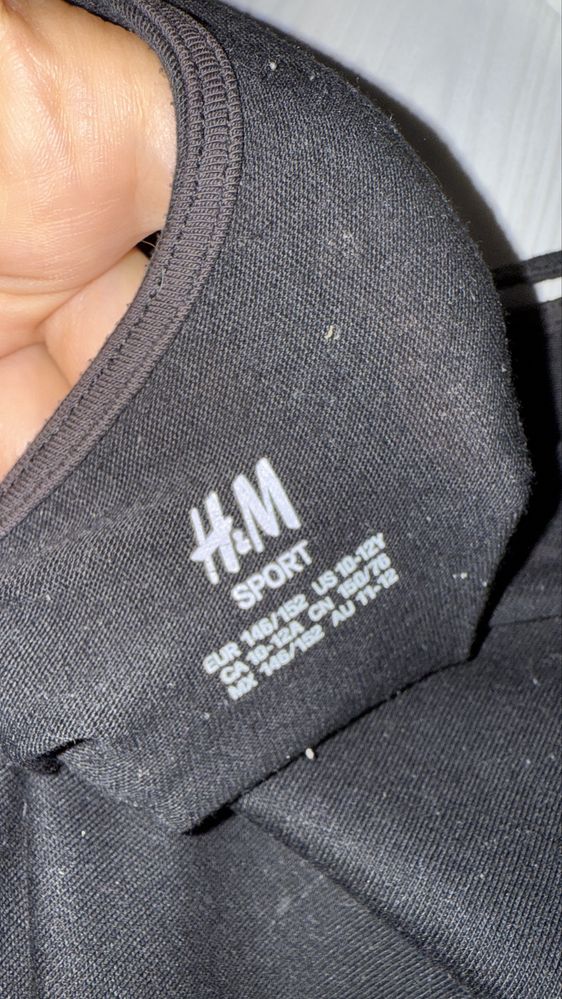 H&M
SPORT
EUR 146/152 US 10-12Y
CA 10-12A CN 150/76
MX 146/152 AU 11-12